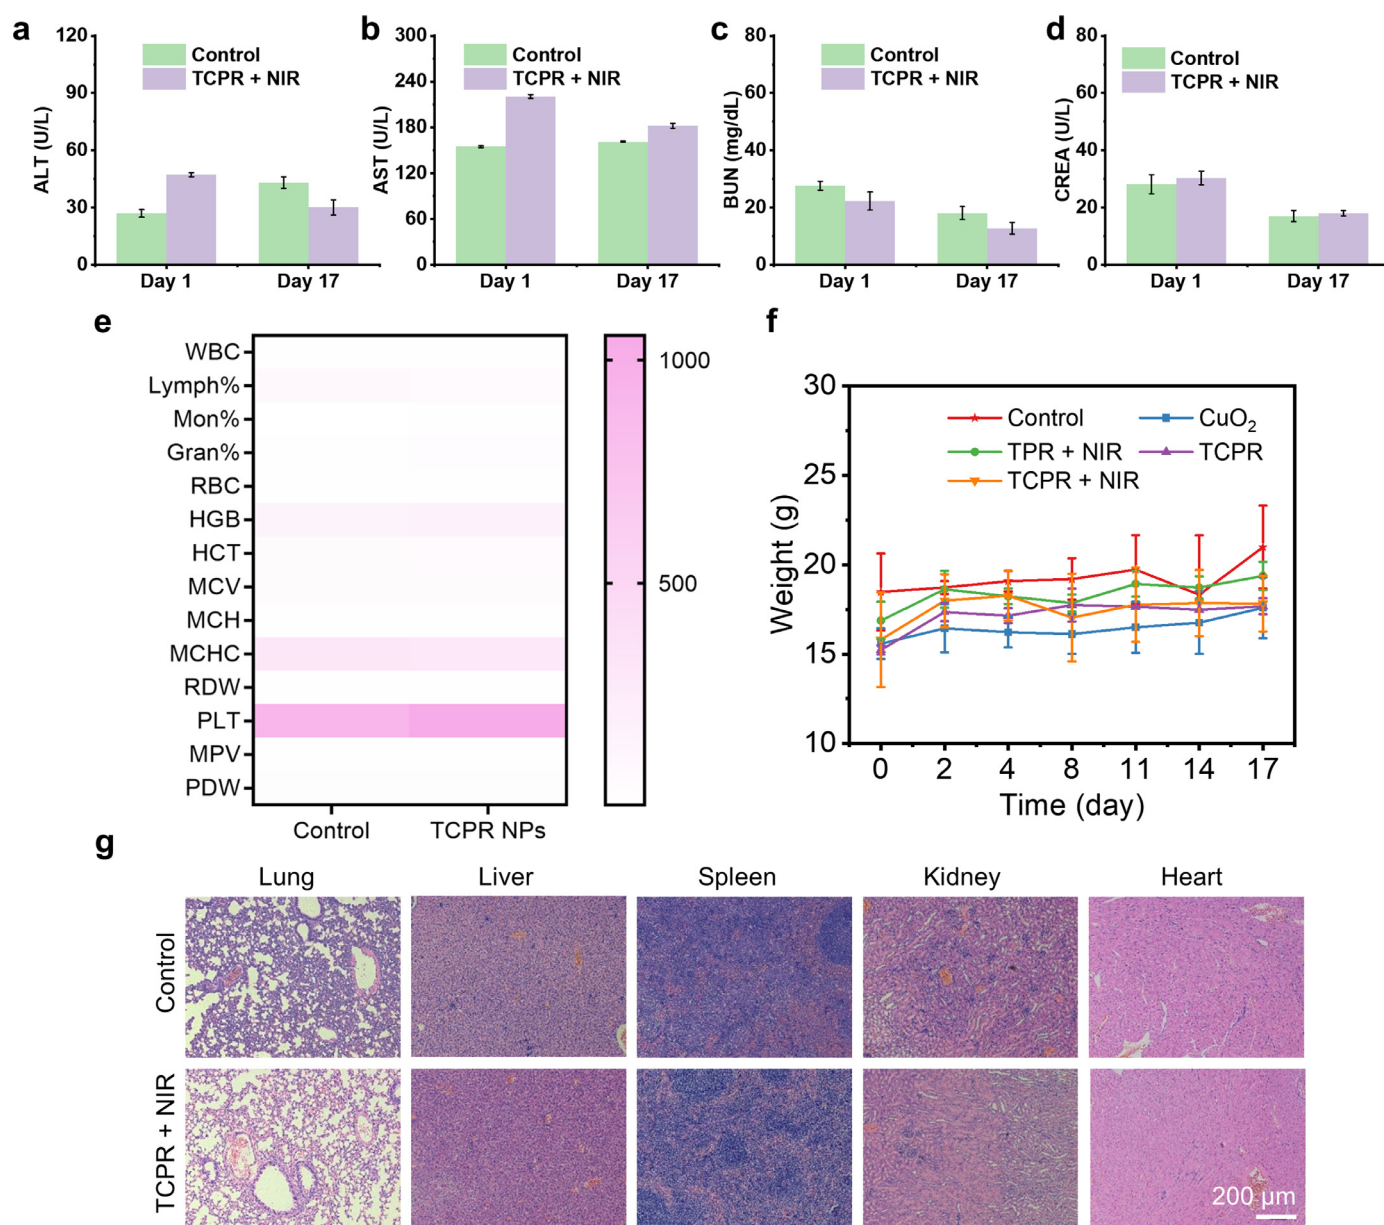 a
120
90
60
30
0
ALT (U/L)
Control
TCPR + NIR
Day 1
Day 17
b
300
240
180
120
60
0
AST (U/L)
Control
TCPR + NIR
Day 1
Day 17
c
80
60
40
20
0
BUN (mg/dL)
Control
TCPR + NIR
Day 1
Day 17
d
80
60
40
20
0
CREA (U/L)
Control
TCPR + NIR
Day 1
Day 17
e
WBC
Lymph%
Mon%
Gran%
RBC
HGB
HCT
MCV
MCH
MCHC
RDW
PLT
MPV
PDW
Control
TCPR NPs
1000
500
f
30
25
20
15
10
Weight (g)
Control
CuO₂
TPR + NIR
TCPR
TCPR + NIR
0
2
4
8
11
14
17
Time (day)
g
Lung
Liver
Spleen
Kidney
Heart
Control
TCPR + NIR
200 µm